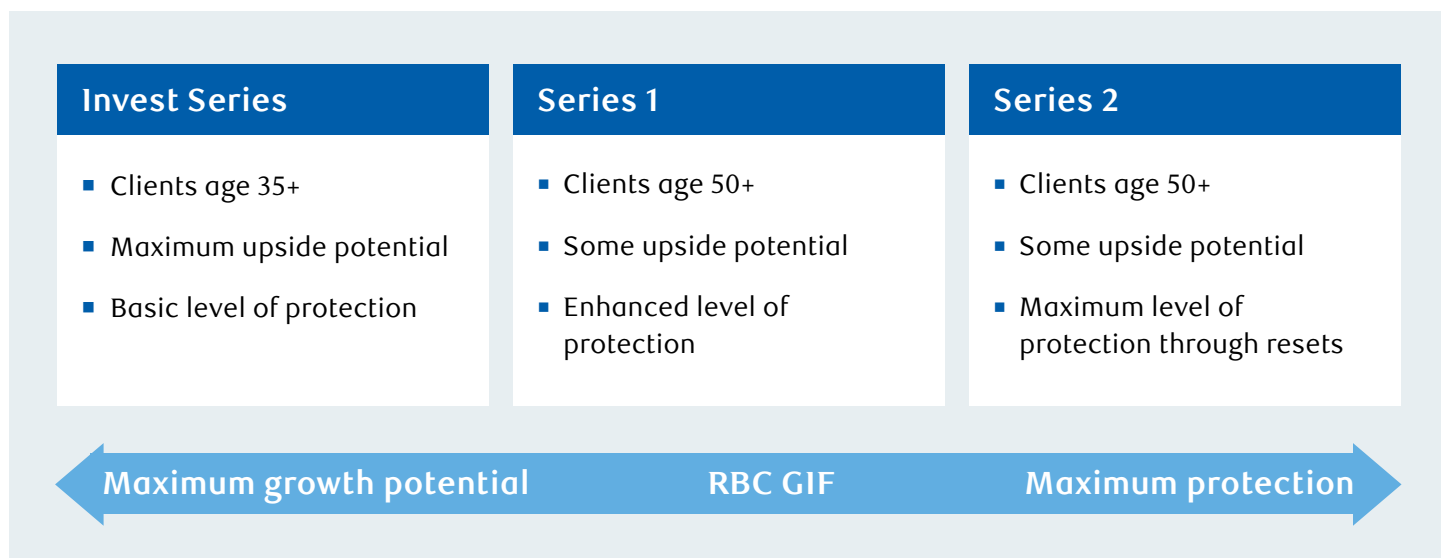 Invest Series
Clients age 35+
Maximum upside potential
Basic level of protection
Series 1
Clients age 50+
Some upside potential
Enhanced level of
protection
Series 2
Clients age 50+
Some upside potential
Maximum level of
protection through resets
Maximum growth potential
RBC GIF
Maximum protection